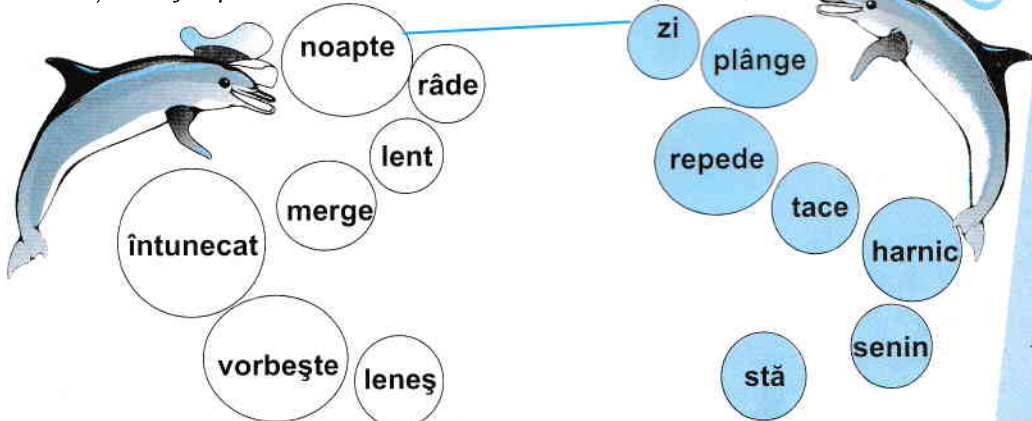 noapte
râde
lent
merge
întunecat
vorbeşte
leneş
zi
plânge
repede
tace
harnic
senin
stă